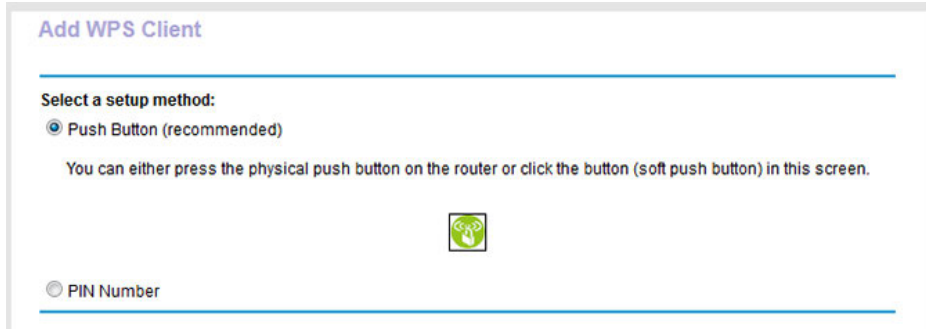 Add WPS Client
Select a setup method:
Push Button (recommended)
You can either press the physical push button on the router or click the button (soft push button) in this screen.
PIN Number